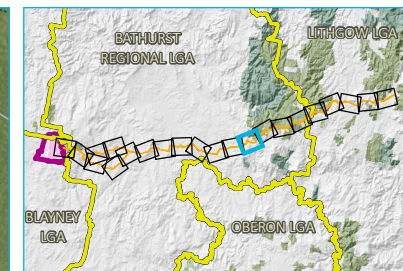 BATHURST
REGIONAL LGA
LITHGOW LGA
BLAYNEY
LGA
OBERON LGA